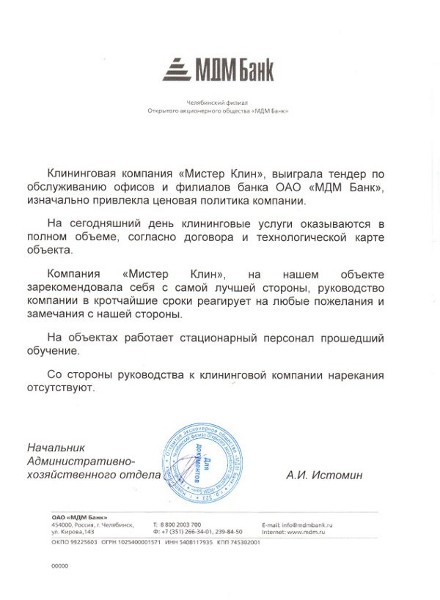 МДМ Банк
Челябинский филиал
Открытого акционерного общества «МДМ Банк»
Клининговая компания «Мистер Клин», выиграла тендер по
обслуживанию офисов и филиалов банка ОАО «МДМ Банк»,
изначально привлекла ценовая политика компании.
На сегодняшний день клининговые услуги оказываются в
полном объеме, согласно договора и технологической карте
объекта.
Компания «Мистер Клин», на нашем объекте
зарекомендовала себя с самой лучшей стороны, руководство
компании в кротчайшие сроки реагирует на любые пожелания и
замечания с нашей стороны.
На объектах работает стационарный персонал прошедший
обучение.
Со стороны руководства к клининговой компании нарекания
отсутствуют.
Начальник
Административно-
хозяйственного отдела
Для
документов
А.И. Истомин
ОАО «МДМ Банк»
454000, Россия, г. Челябинск,
ул. Кирова,143
Т: 8 800 2003 700
Ф: +7 (351) 266-34-01, 239-84-50
E-mail: info@mdmbank.ru
Internet: www.mdm.ru
ОКПО 99225603 ОГРН 1025400001571 ИНН 5408117935 КПП 745302001
00000